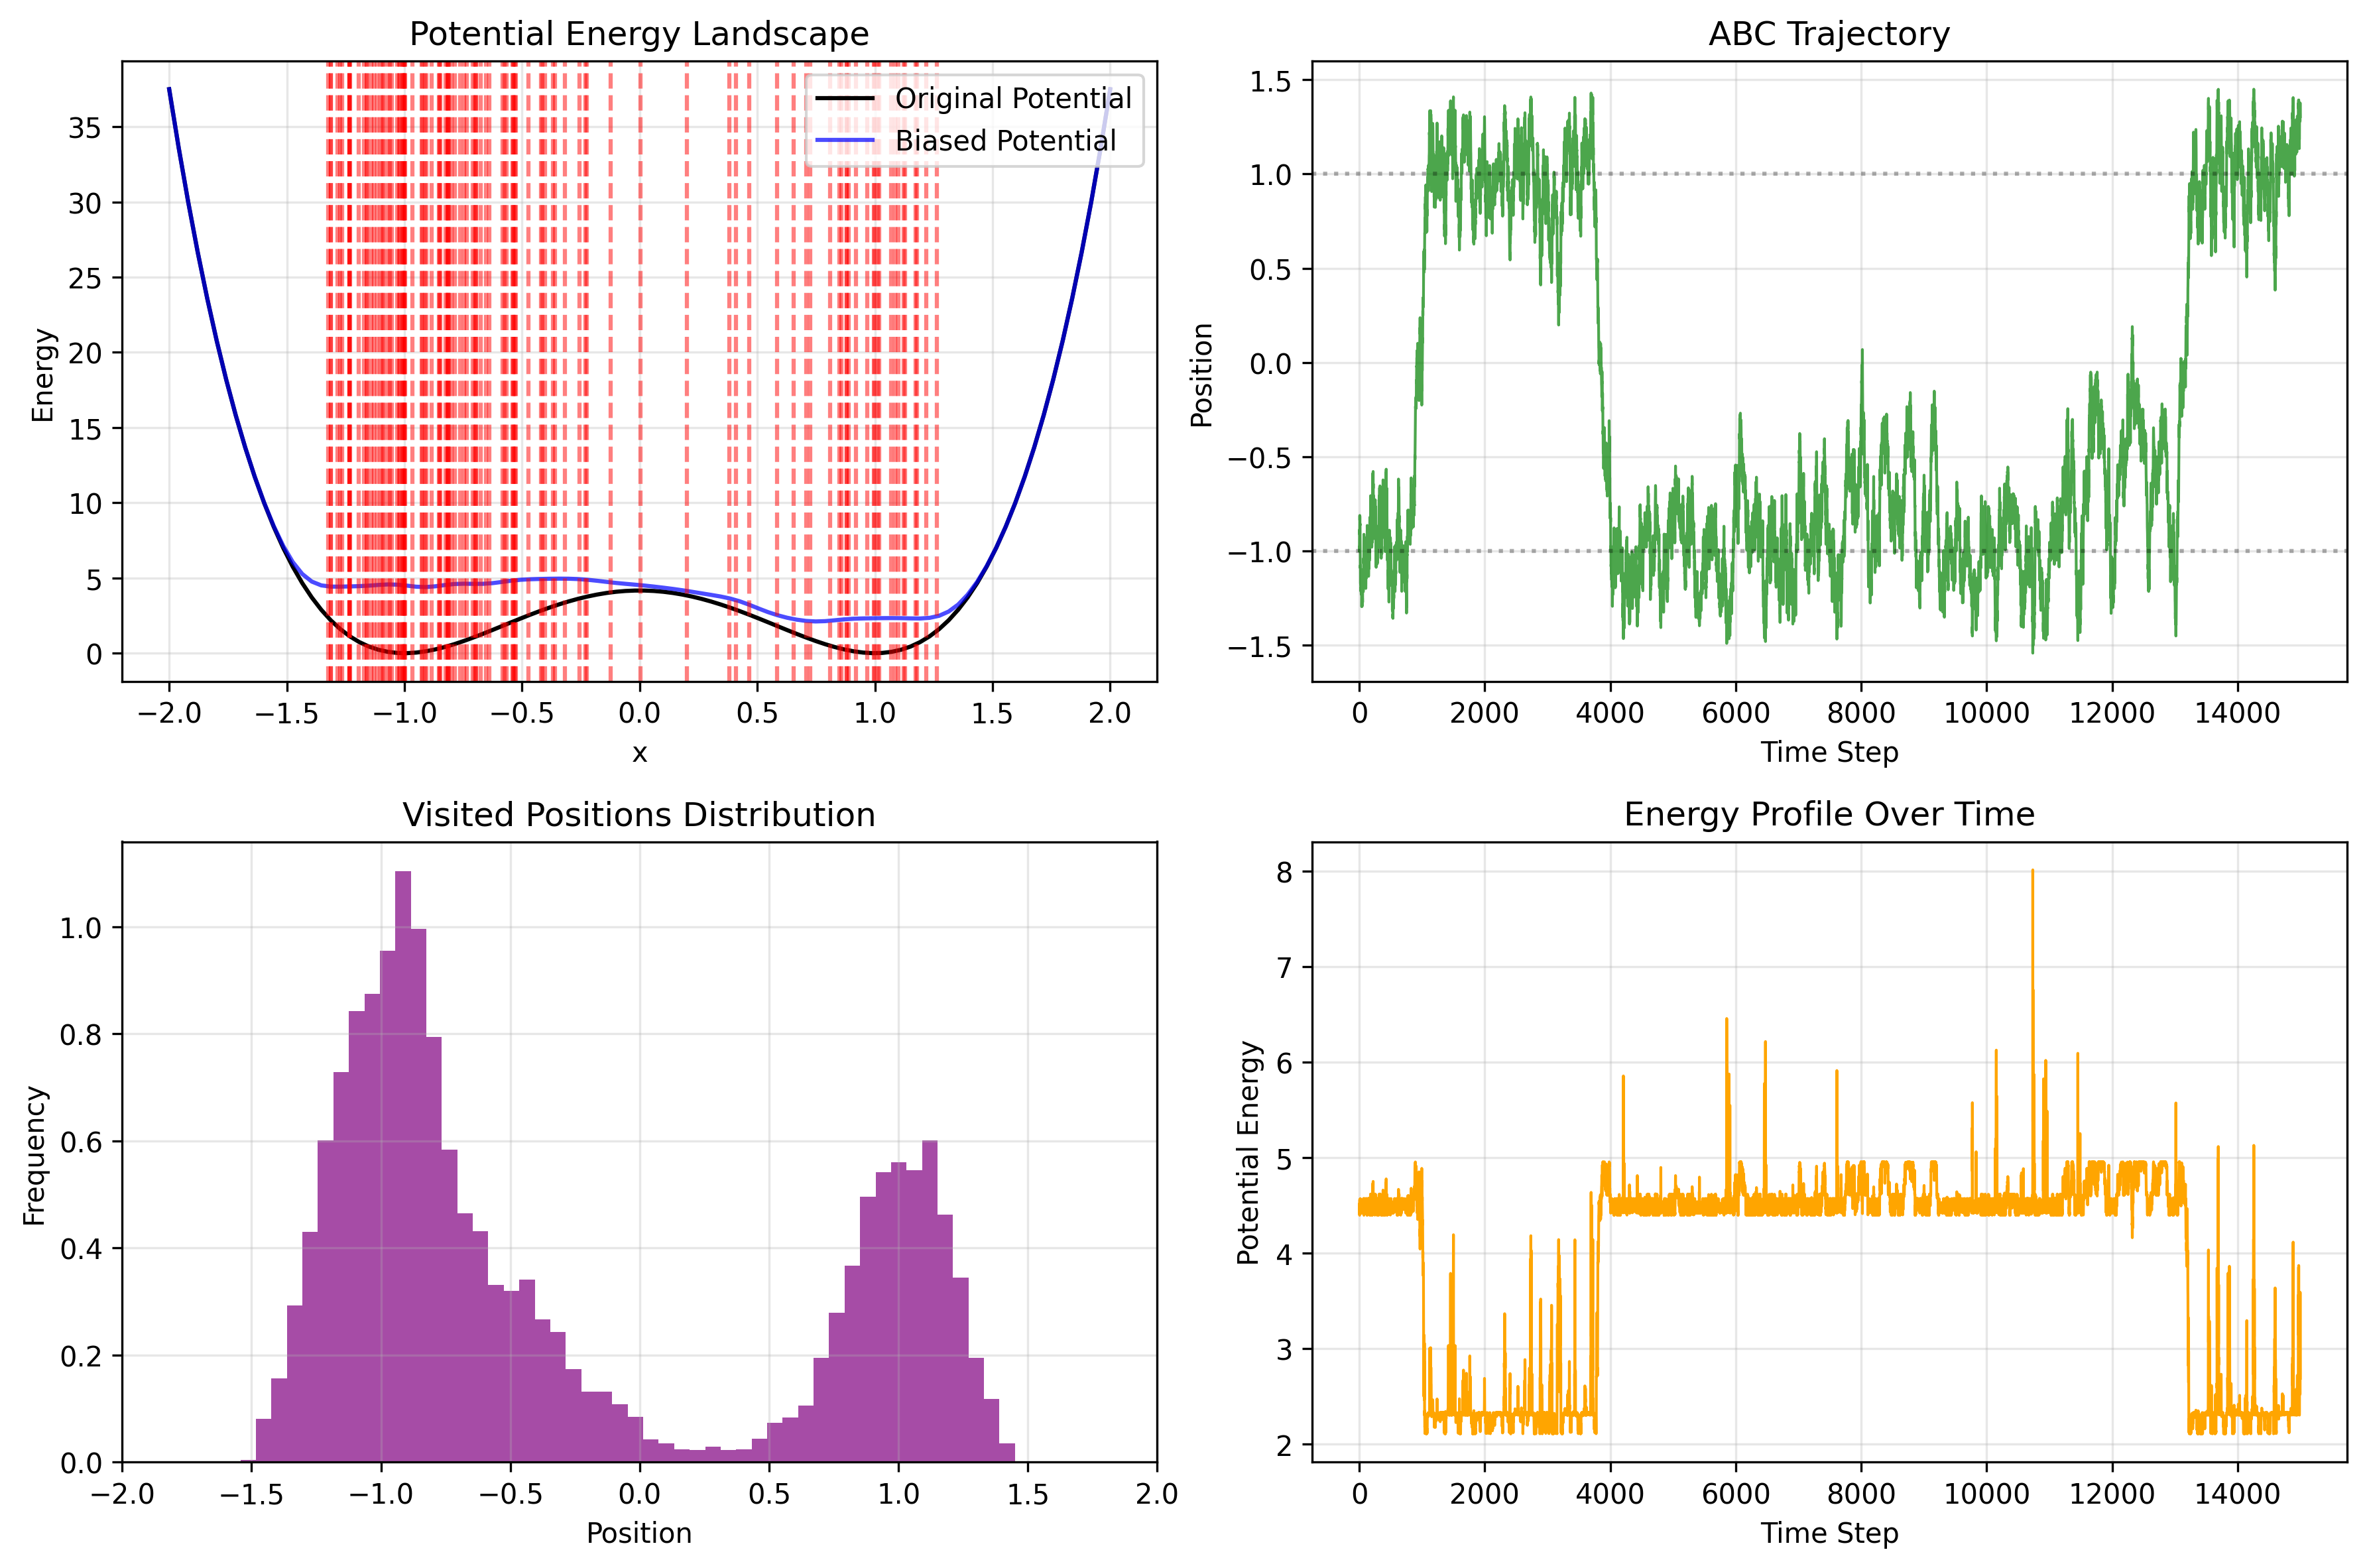 Potential Energy Landscape
Original Potential
Biased Potential
Energy
35
30
25
20
15
10
5
0
−2.0 −1.5 −1.0 −0.5 0.0 0.5 1.0 1.5 2.0
x
ABC Trajectory
Position
1.5
1.0
0.5
0.0
−0.5
−1.0
−1.5
0 2000 4000 6000 8000 10000 12000 14000
Time Step
Visited Positions Distribution
Frequency
1.0
0.8
0.6
0.4
0.2
0.0
−2.0 −1.5 −1.0 −0.5 0.0 0.5 1.0 1.5 2.0
Position
Energy Profile Over Time
Potential Energy
8
7
6
5
4
3
2
0 2000 4000 6000 8000 10000 12000 14000
Time Step